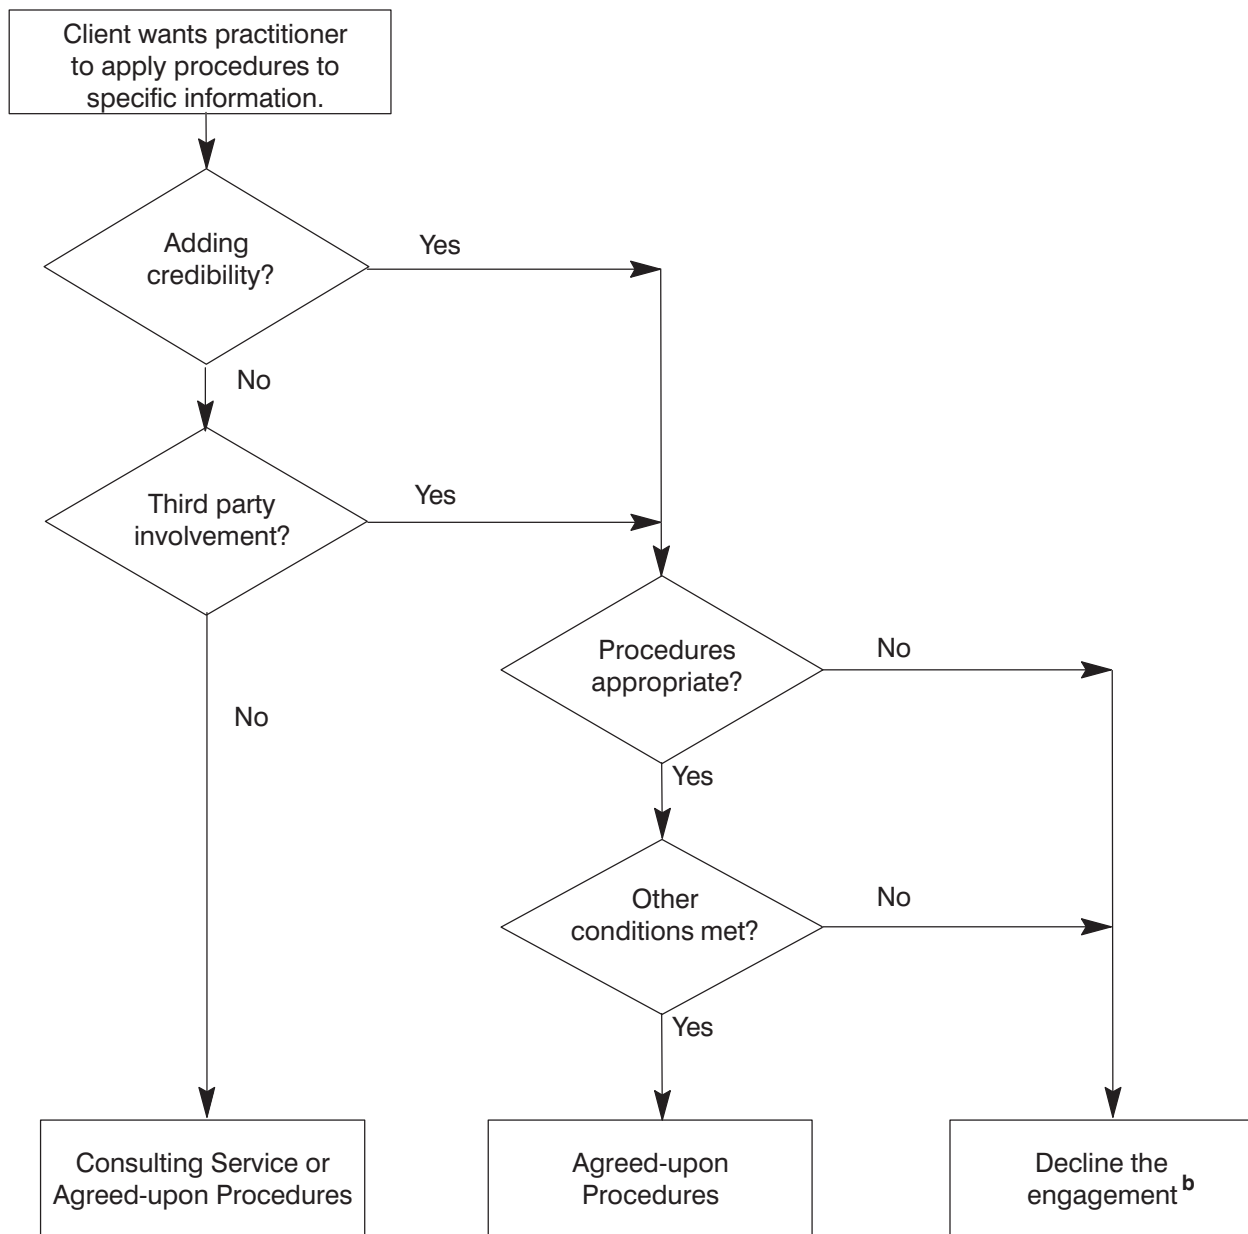 Client wants practitioner
to apply procedures to
specific information.
Adding
credibility?
Yes
No
Third party
involvement?
Yes
No
Procedures
appropriate?
No
Yes
Other
conditions met?
No
Yes
Consulting Service or
Agreed-upon Procedures
Agreed-upon
Procedures
Decline the
engagement b